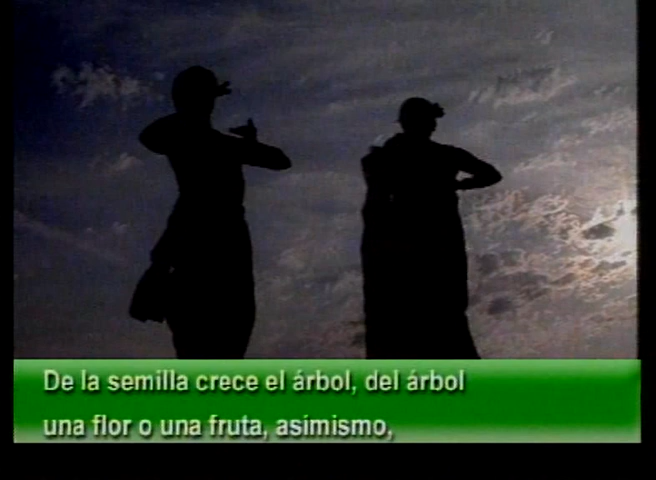 De la semilla crece el árbol, del árbol
una flor o una fruta, asimismo,